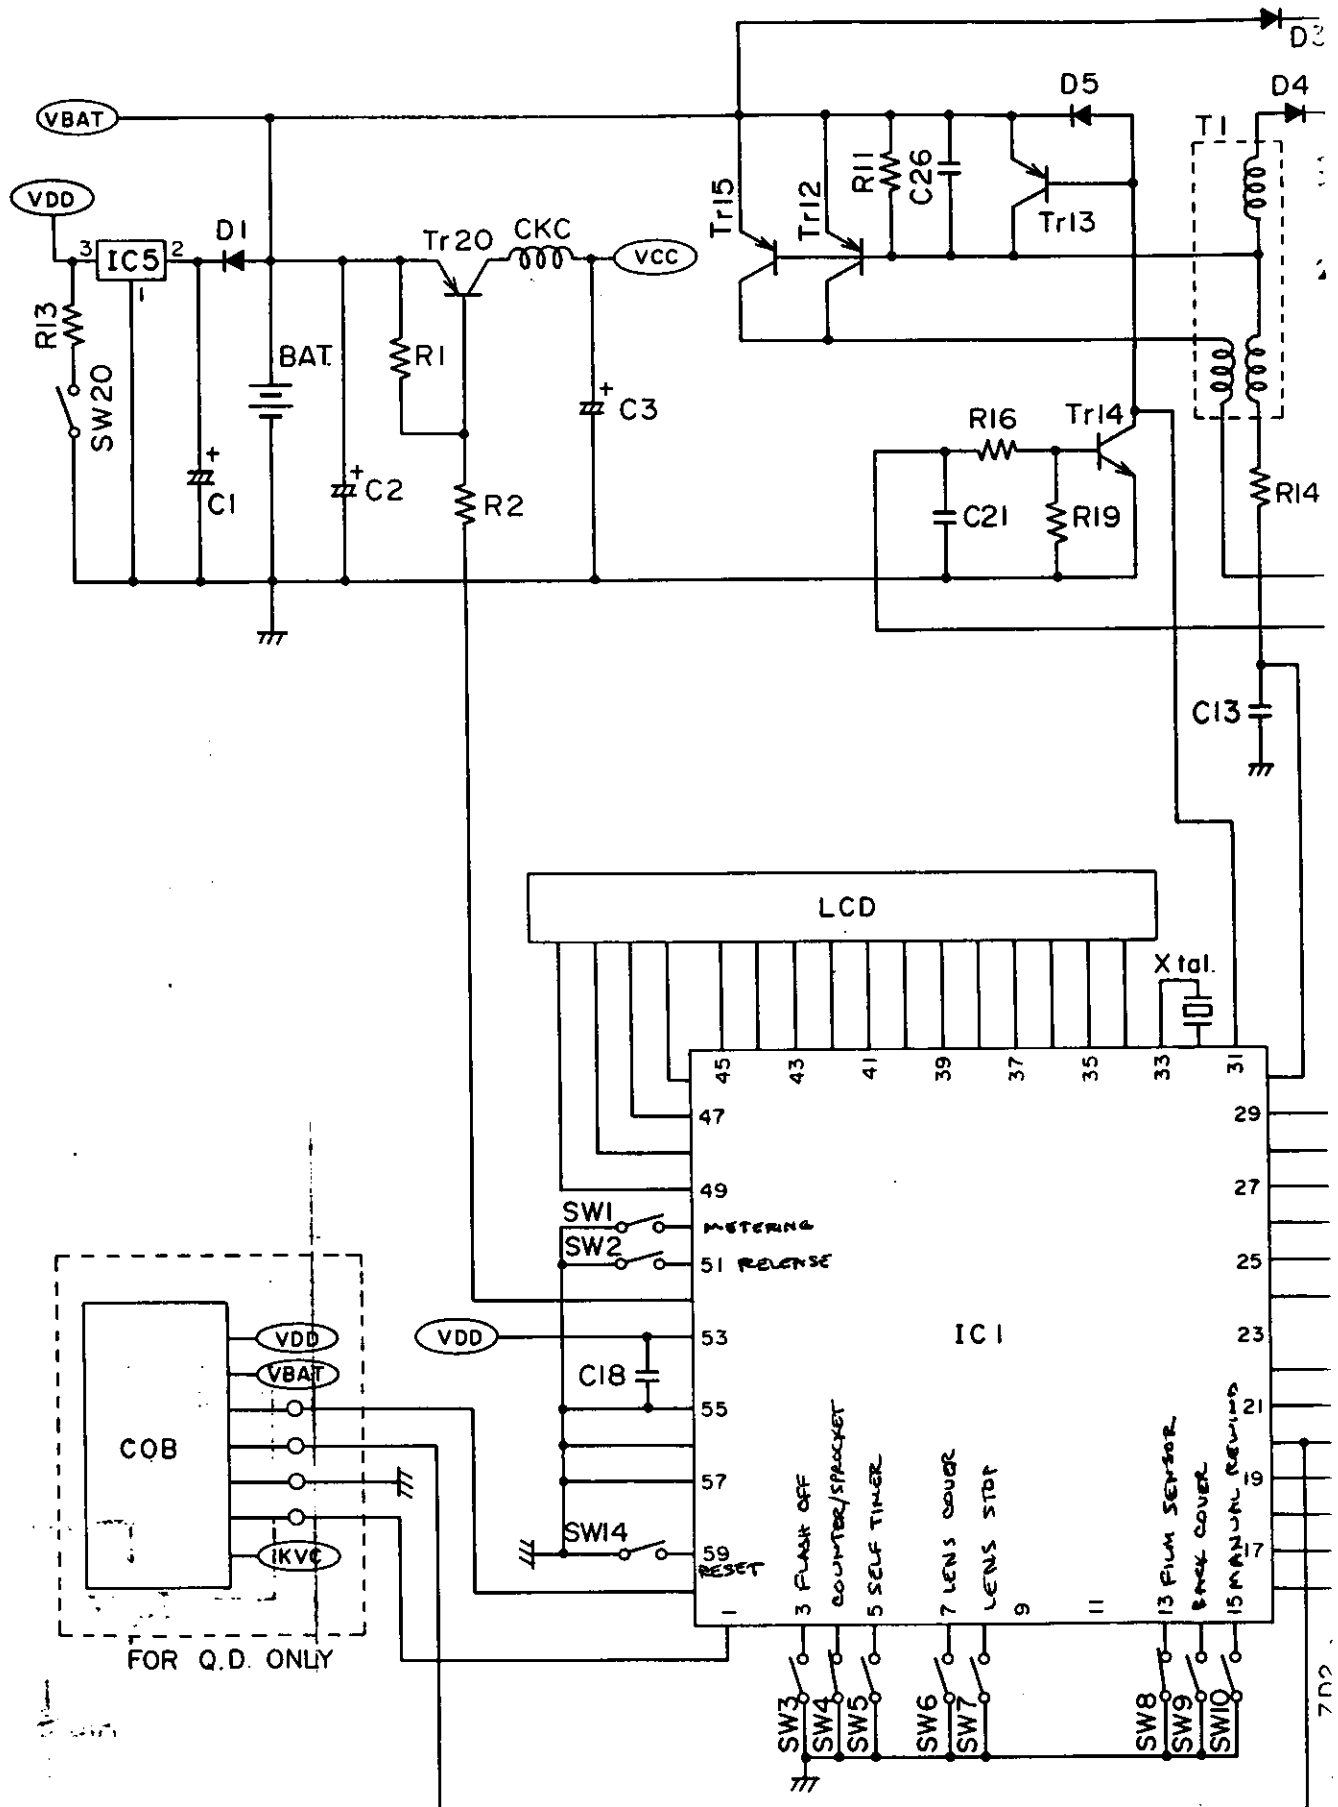 D3
D5
D4
VBAT
T1
R11
C26
VDD
Tr15
Tr12
Tr13
D1
Tr20
CKC
VCC
3
IC5
2
1
R13
BAT.
R1
SW20
C3
R16
Tr14
C1
C2
R2
C21
R19
R14
C13
LCD
X tal.
45
43
41
39
37
35
33
31
47
29
49
27
SW1
METERING
SW2
51 RELENSE
25
VDD
VDD
53
IC1
23
VBAT
C18
55
21
COB
57
19
SW14
59
RESET
17
1KVC
1
3 FLASH OFF
COUNTER/SPROCKET
5 SELF TIMER
7 LENS COVER
LENS STOP
9
11
13 FILM SENSOR
BACK COVER
15 MANUAL REWIND
FOR Q.D. ONLY
SW3
SW4
SW5
SW6
SW7
SW8
SW9
SW10
ZD2